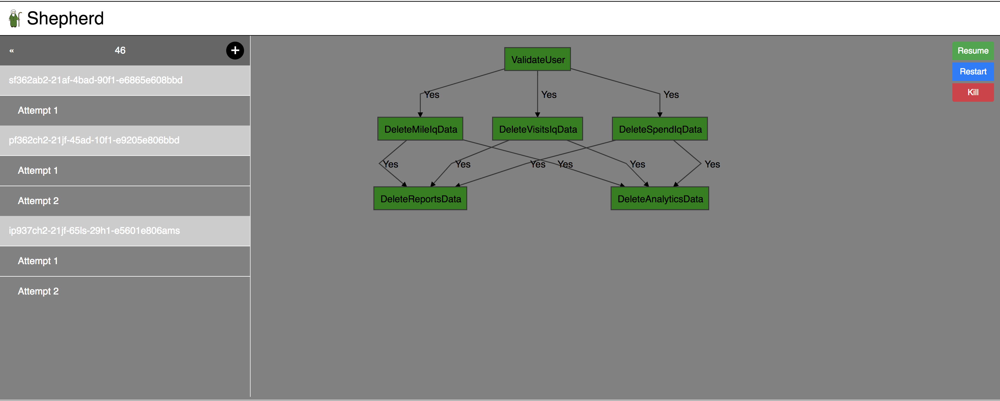 Shepherd
« 46 +
sf362ab2-21af-4bad-90f1-e6865e608bbd
Attempt 1
pf362ch2-21jf-45ad-10f1-e9205e806bbd
Attempt 1
Attempt 2
ip937ch2-21jf-65ls-29h1-e5601e806ams
Attempt 1
Attempt 2
ValidateUser
Yes Yes Yes
DeleteMileIqData DeleteVisitsIqData DeleteSpendIqData
Yes Yes Yes Yes Yes Yes
DeleteReportsData DeleteAnalyticsData
Resume
Restart
Kill